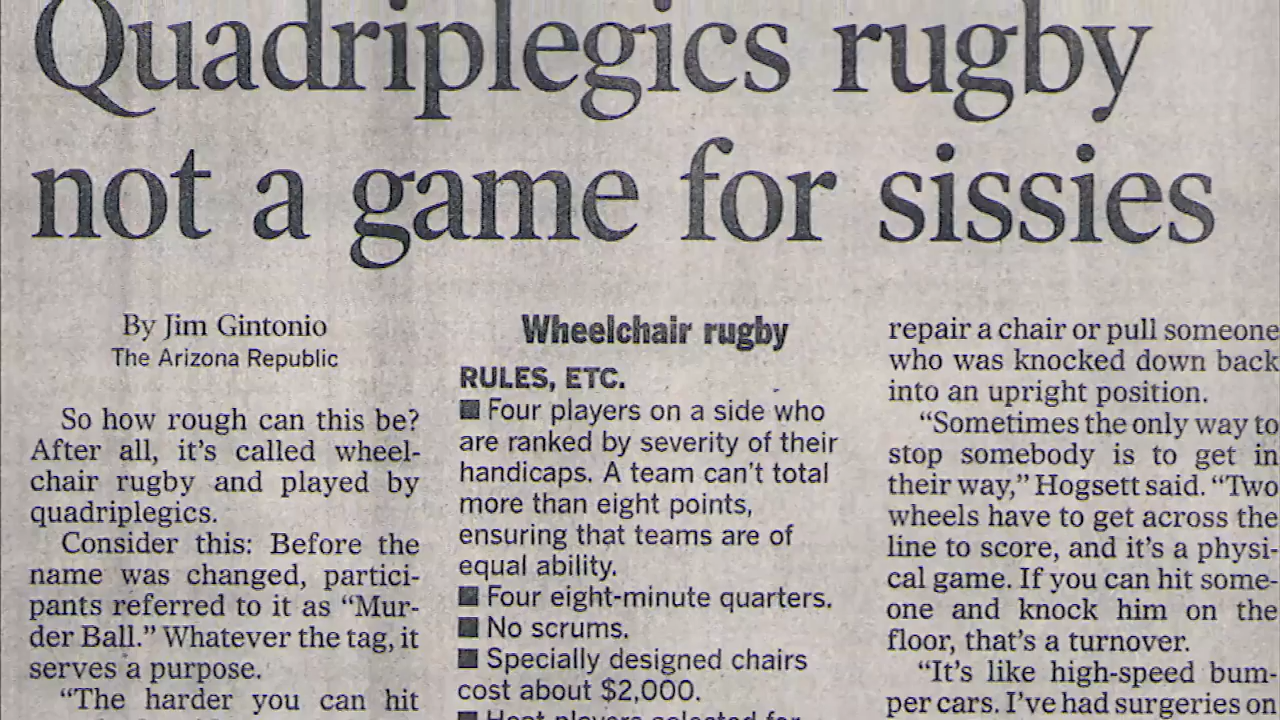 Quadriplegics rugby
not a game for sissies
By Jim Gintonio
The Arizona Republic
So how rough can this be?
After all, it's called wheel-
chair rugby and played by
quadriplegics.
Consider this: Before the
name was changed, partici-
pants referred to it as “Mur-
der Ball.” Whatever the tag, it
serves a purpose.
“The harder you can hit
Wheelchair rugby
RULES, ETC.
■ Four players on a side who
are ranked by severity of their
handicaps. A team can't total
more than eight points,
ensuring that teams are of
equal ability.
■ Four eight-minute quarters.
■ No scrums.
■ Specially designed chairs
cost about $2,000.
■ Host players selected for
repair a chair or pull someone
who was knocked down back
into an upright position.
“Sometimes the only way to
stop somebody is to get in
their way,” Hogsett said. “Two
wheels have to get across the
line to score, and it's a physi-
cal game. If you can hit some-
one and knock him on the
floor, that's a turnover.
“It's like high-speed bum-
per cars. I've had surgeries on